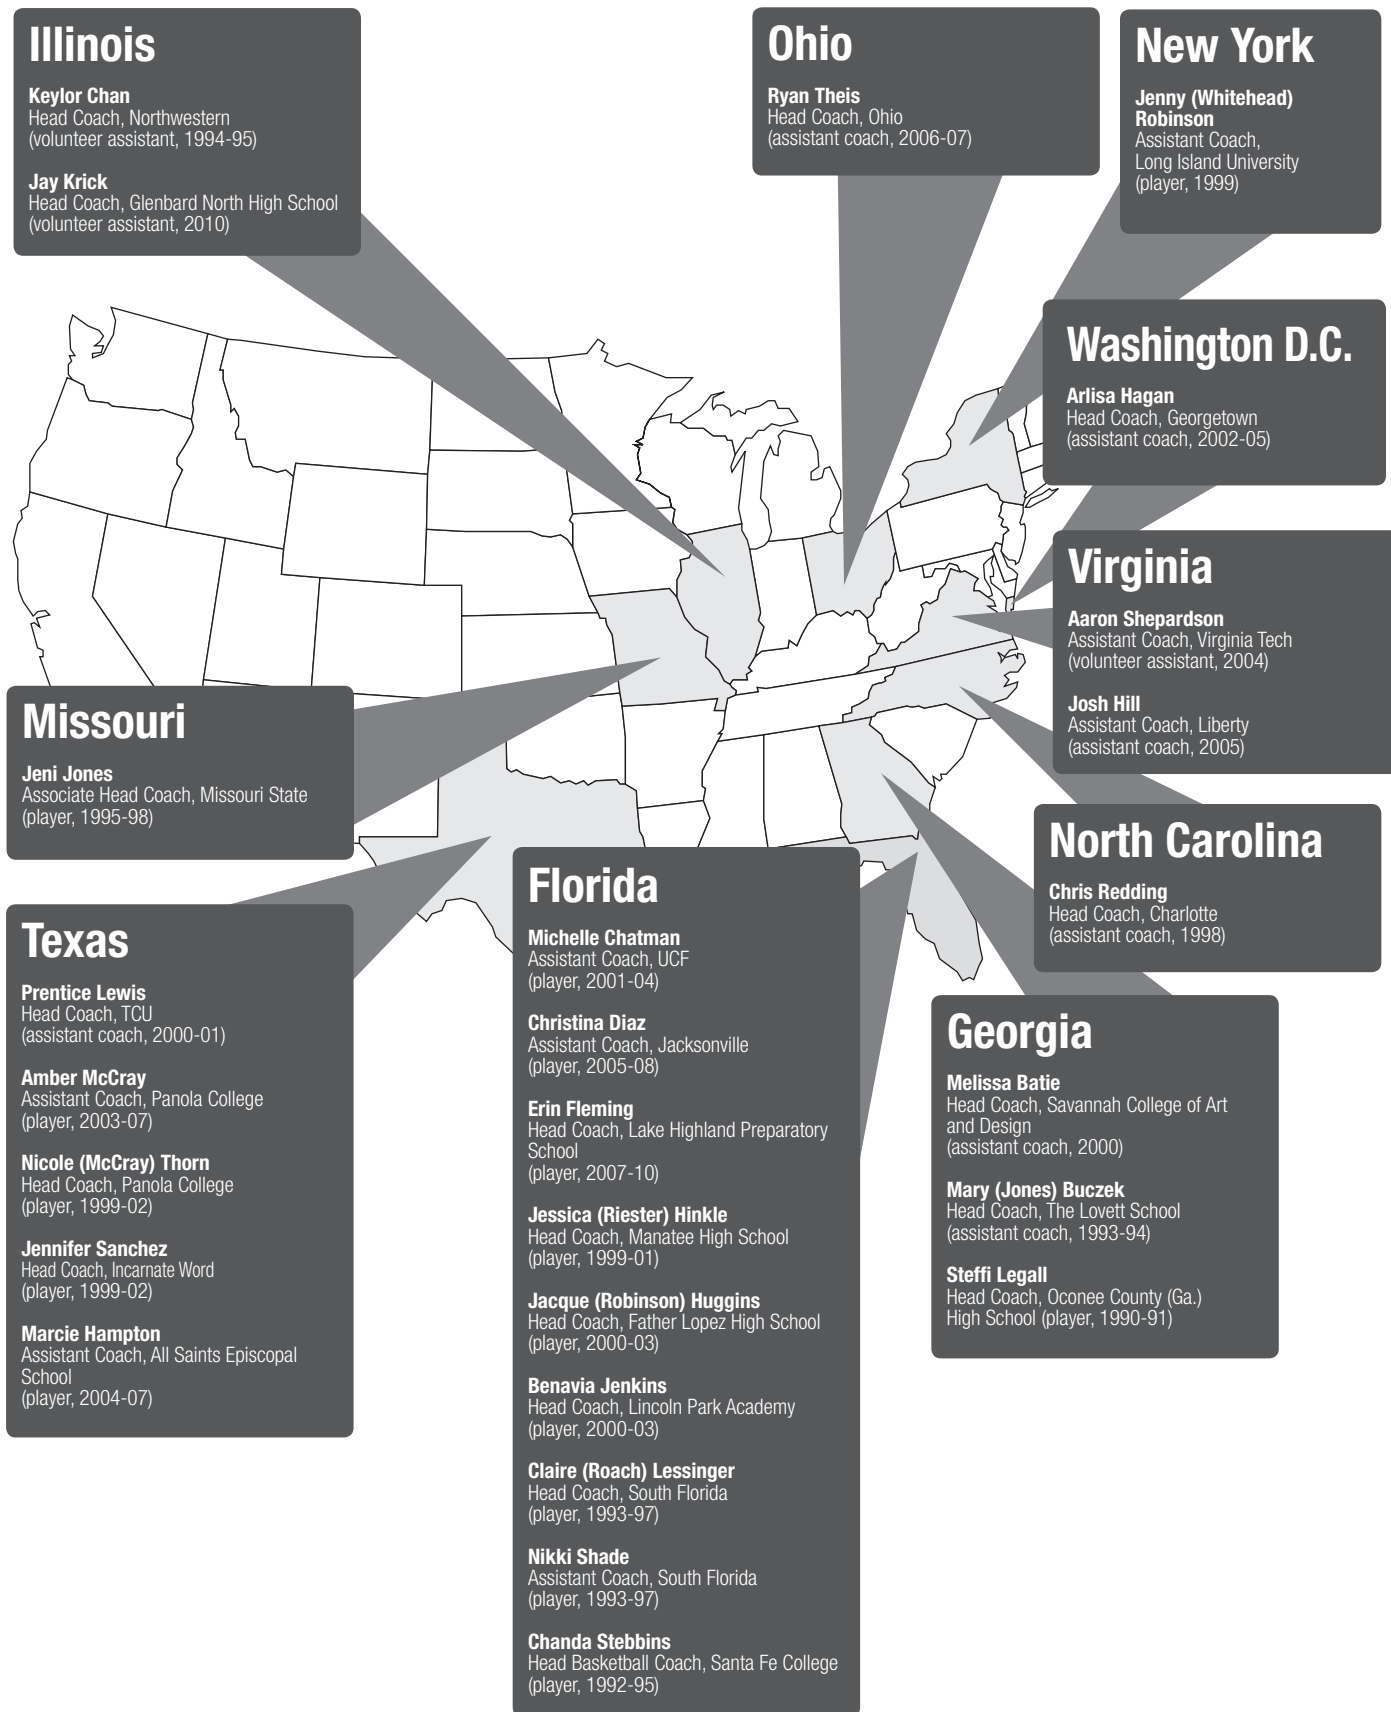 Illinois
Keylor Chan
Head Coach, Northwestern
(volunteer assistant, 1994-95)
Jay Krick
Head Coach, Glenbard North High School
(volunteer assistant, 2010)
Ohio
Ryan Theis
Head Coach, Ohio
(assistant coach, 2006-07)
New York
Jenny (Whitehead)
Robinson
Assistant Coach,
Long Island University
(player, 1999)
Washington D.C.
Arlisa Hagan
Head Coach, Georgetown
(assistant coach, 2002-05)
Virginia
Aaron Shepardson
Assistant Coach, Virginia Tech
(volunteer assistant, 2004)
Josh Hill
Assistant Coach, Liberty
(assistant coach, 2005)
Missouri
Jeni Jones
Associate Head Coach, Missouri State
(player, 1995-98)
North Carolina
Chris Redding
Head Coach, Charlotte
(assistant coach, 1998)
Texas
Prentice Lewis
Head Coach, TCU
(assistant coach, 2000-01)
Amber McCray
Assistant Coach, Panola College
(player, 2003-07)
Nicole (McCray) Thorn
Head Coach, Panola College
(player, 1999-02)
Jennifer Sanchez
Head Coach, Incarnate Word
(player, 1999-02)
Marcie Hampton
Assistant Coach, All Saints Episcopal
School
(player, 2004-07)
Florida
Michelle Chatman
Assistant Coach, UCF
(player, 2001-04)
Christina Diaz
Assistant Coach, Jacksonville
(player, 2005-08)
Erin Fleming
Head Coach, Lake Highland Preparatory
School
(player, 2007-10)
Jessica (Riester) Hinkle
Head Coach, Manatee High School
(player, 1999-01)
Jacque (Robinson) Huggins
Head Coach, Father Lopez High School
(player, 2000-03)
Benavia Jenkins
Head Coach, Lincoln Park Academy
(player, 2000-03)
Claire (Roach) Lessinger
Head Coach, South Florida
(player, 1993-97)
Nikki Shade
Assistant Coach, South Florida
(player, 1993-97)
Chanda Stebbins
Head Basketball Coach, Santa Fe College
(player, 1992-95)
Georgia
Melissa Batie
Head Coach, Savannah College of Art
and Design
(assistant coach, 2000)
Mary (Jones) Buczek
Head Coach, The Lovett School
(assistant coach, 1993-94)
Steffi Legall
Head Coach, Oconee County (Ga.)
High School (player, 1990-91)